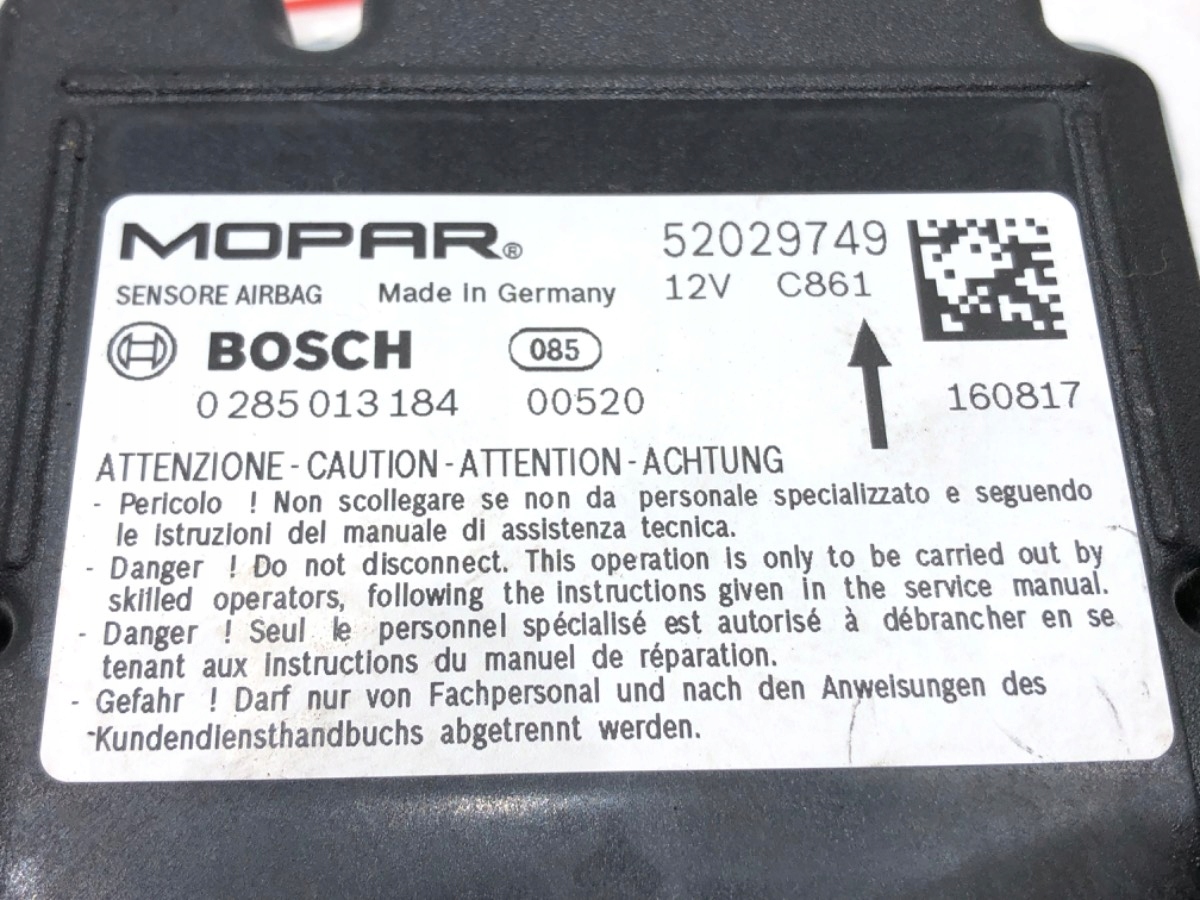 MOPAR® 52029749
SENSORE AIRBAG Made in Germany 12V C861
BOSCH 085
0 285 013 184 00520 160817
ATTENZIONE - CAUTION - ATTENTION - ACHTUNG
- Pericolo ! Non scollegare se non da personale specializzato e seguendo
le istruzioni del manuale di assistenza tecnica.
- Danger ! Do not disconnect. This operation is only to be carried out by
skilled operators, following the instructions given in the service manual.
- Danger ! Seul le personnel spécialisé est autorisé à débrancher en se
tenant aux instructions du manuel de réparation.
- Gefahr ! Darf nur von Fachpersonal und nach den Anweisungen des
Kundendiensthandbuchs abgetrennt werden.